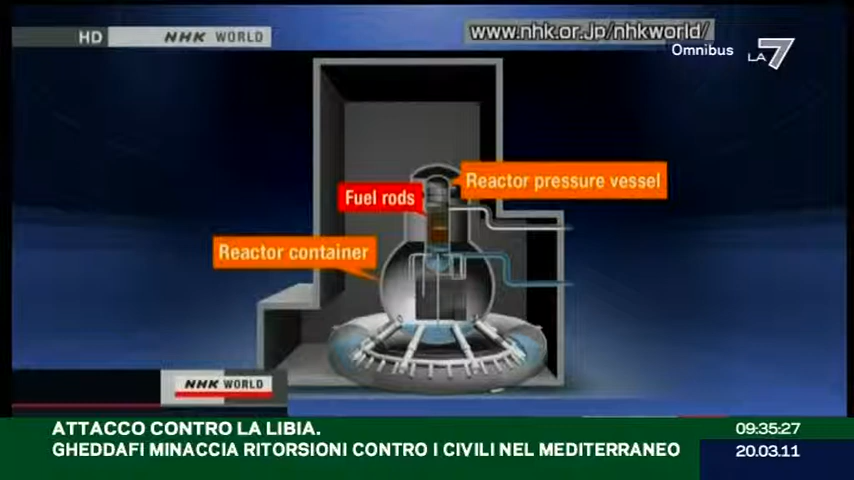 HD NHK WORLD
www.nhk.or.jp/nhkworld/
Omnibus LA7
Reactor pressure vessel
Fuel rods
Reactor container
NHK WORLD
ATTACCO CONTRO LA LIBIA.
09:35:27
GHEDDAFI MINACCIA RITORSIONI CONTRO I CIVILI NEL MEDITERRANEO
20.03.11